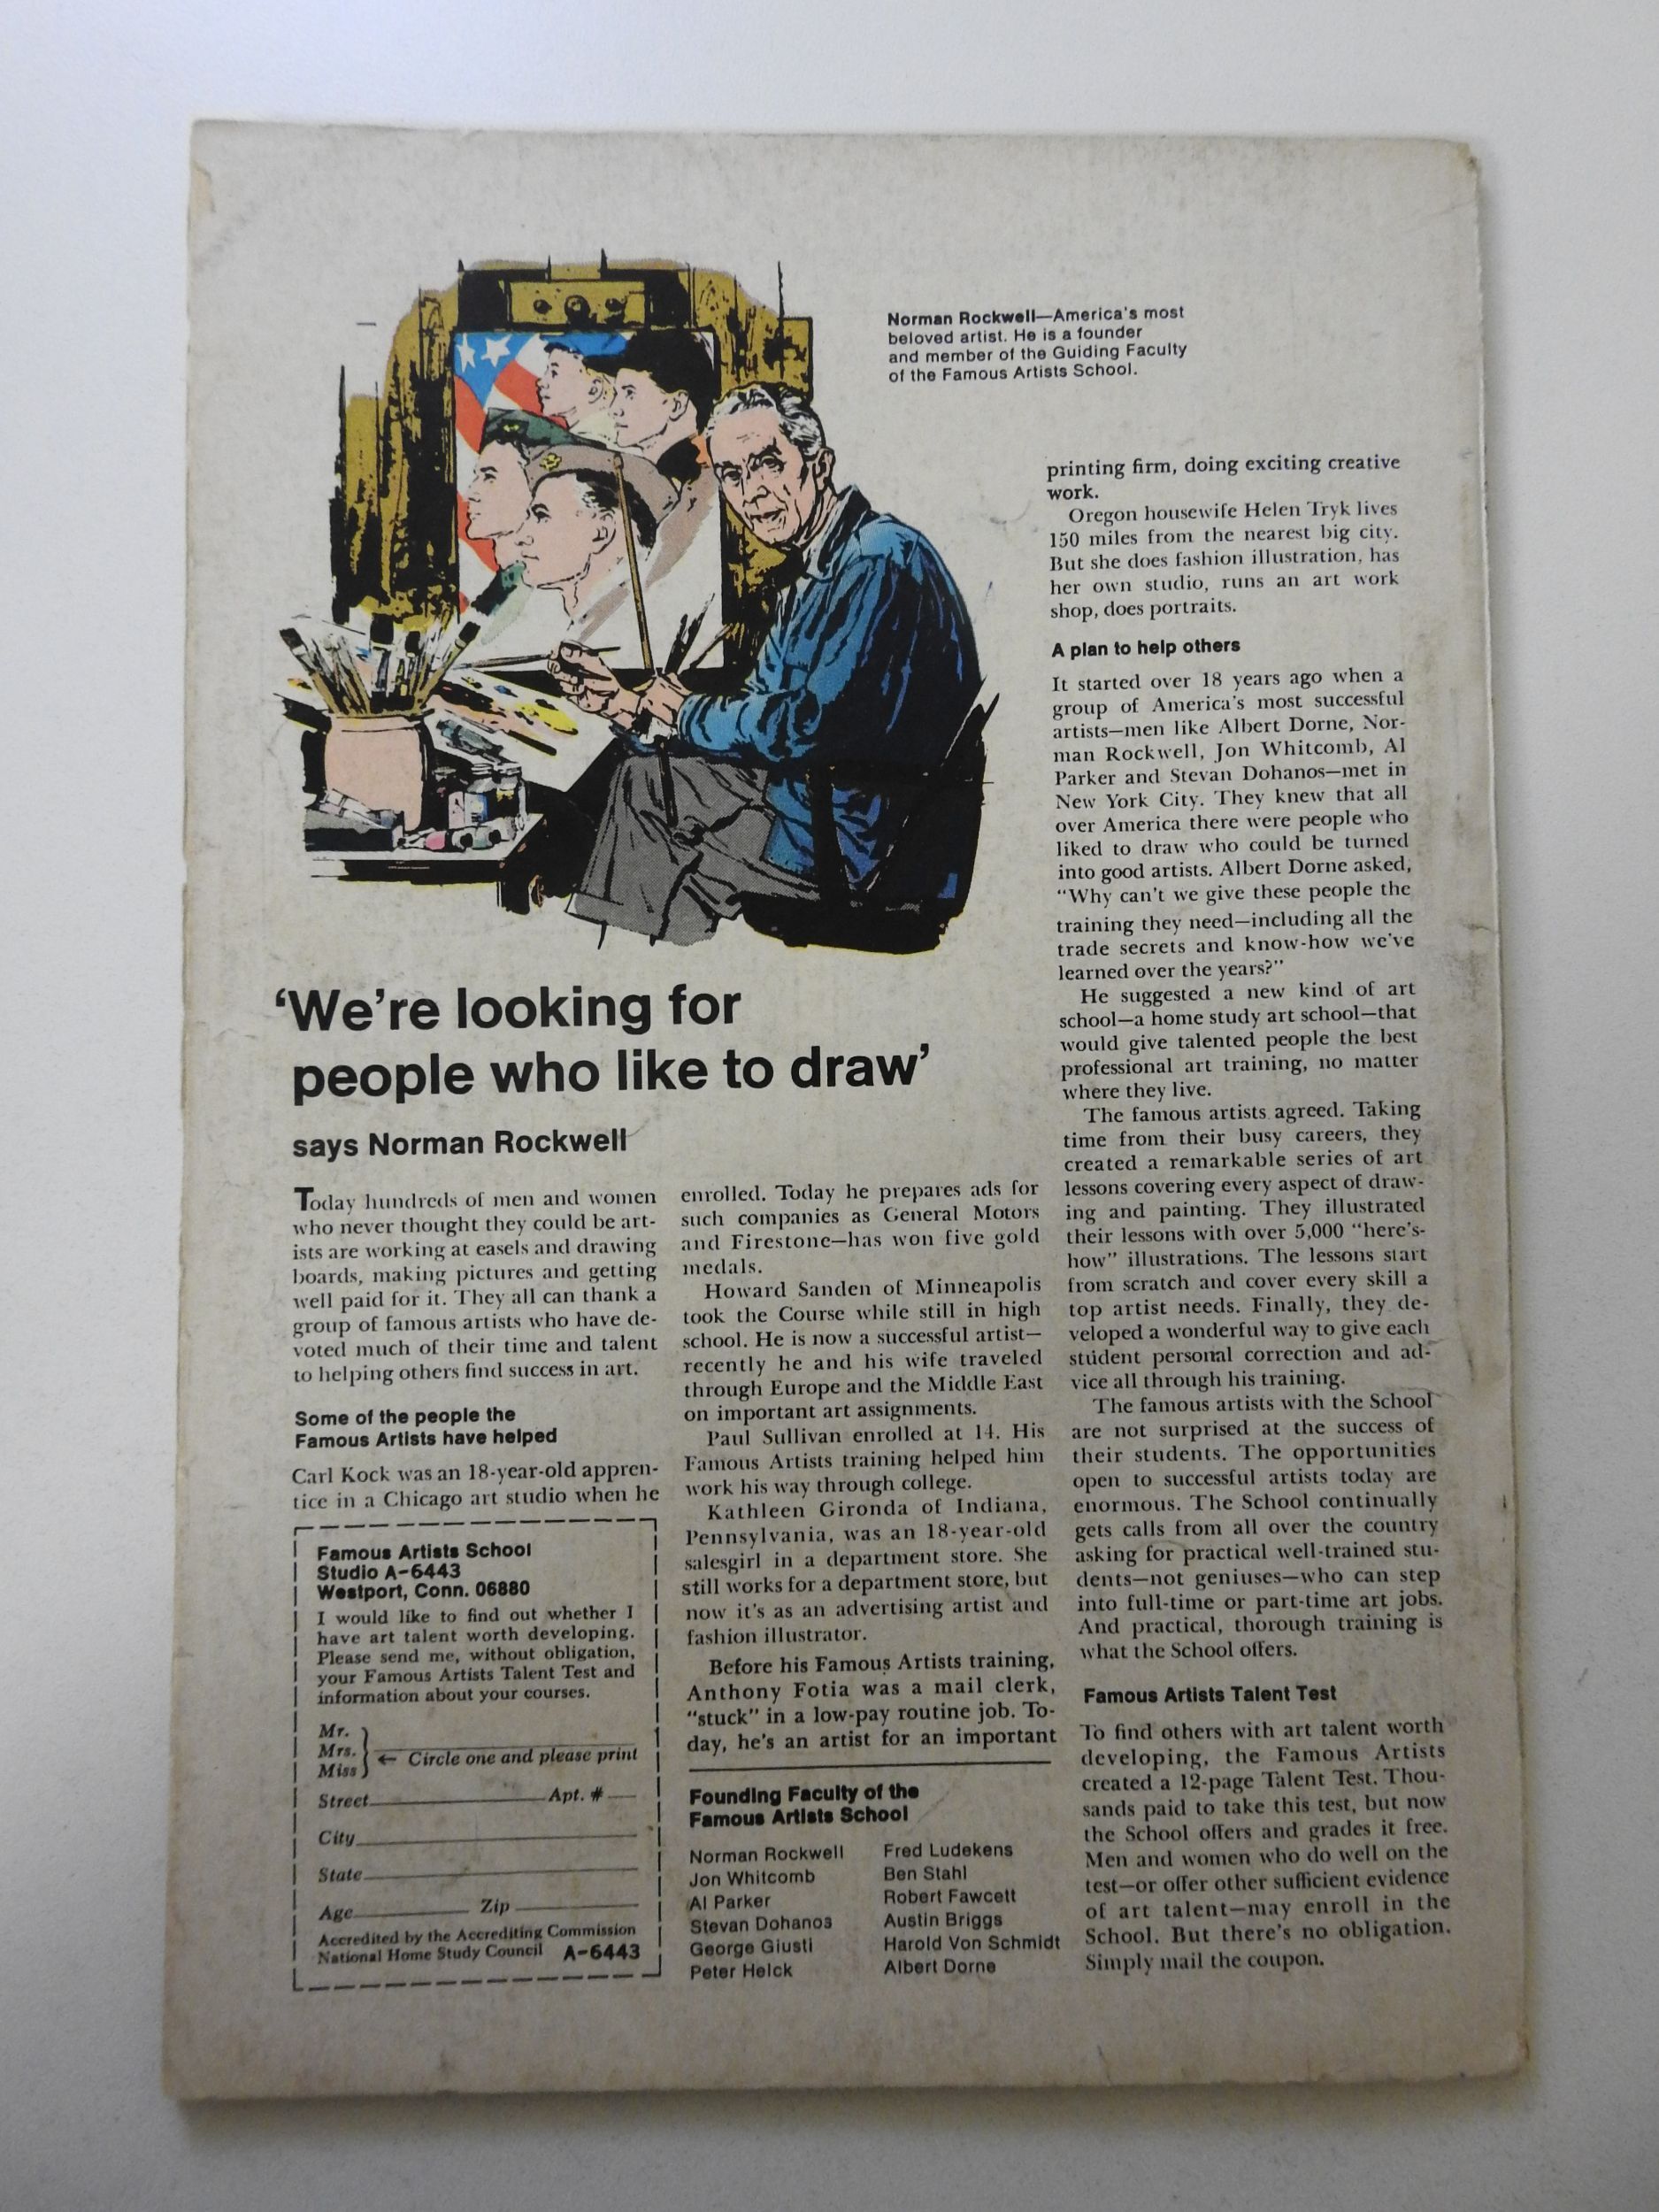 Norman Rockwell—America's most
beloved artist. He is a founder
and member of the Guiding Faculty
of the Famous Artists School.
'We're looking for
people who like to draw'
says Norman Rockwell
Today hundreds of men and women
who never thought they could be art-
ists are working at easels and drawing
boards, making pictures and getting
well paid for it. They all can thank a
group of famous artists who have de-
voted much of their time and talent
to helping others find success in art.
Some of the people the
Famous Artists have helped
Carl Kock was an 18-year-old appren-
tice in a Chicago art studio when he
enrolled. Today he prepares ads for
such companies as General Motors
and Firestone—has won five gold
medals.
Howard Sanden of Minneapolis
took the Course while still in high
school. He is now a successful artist—
recently he and his wife traveled
through Europe and the Middle East
on important art assignments.
Paul Sullivan enrolled at 14. His
Famous Artists training helped him
work his way through college.
Kathleen Gironda of Indiana,
Pennsylvania, was an 18-year-old
salesgirl in a department store. She
still works for a department store, but
now it's as an advertising artist and
fashion illustrator.
Before his Famous Artists training,
Anthony Fotia was a mail clerk,
"stuck" in a low-pay routine job. To-
day, he's an artist for an important
printing firm, doing exciting creative
work.
Oregon housewife Helen Tryk lives
150 miles from the nearest big city.
But she does fashion illustration, has
her own studio, runs an art work
shop, does portraits.
A plan to help others
It started over 18 years ago when a
group of America's most successful
artists—men like Albert Dorne, Nor-
man Rockwell, Jon Whitcomb, Al
Parker and Stevan Dohanos—met in
New York City. They knew that all
over America there were people who
liked to draw who could be turned
into good artists. Albert Dorne asked,
"Why can't we give these people the
training they need—including all the
trade secrets and know-how we've
learned over the years?"
He suggested a new kind of art
school—a home study art school—that
would give talented people the best
professional art training, no matter
where they live.
The famous artists agreed. Taking
time from their busy careers, they
created a remarkable series of art
lessons covering every aspect of draw-
ing and painting. They illustrated
their lessons with over 5,000 "here's-
how" illustrations. The lessons start
from scratch and cover every skill a
top artist needs. Finally, they de-
veloped a wonderful way to give each
student personal correction and ad-
vice all through his training.
The famous artists with the School
are not surprised at the success of
their students. The opportunities
open to successful artists today are
enormous. The School continually
gets calls from all over the country
asking for practical well-trained stu-
dents—not geniuses—who can step
into full-time or part-time art jobs.
And practical, thorough training is
what the School offers.
Famous Artists Talent Test
To find others with art talent worth
developing, the Famous Artists
created a 12-page Talent Test. Thou-
sands paid to take this test, but now
the School offers and grades it free.
Men and women who do well on the
test—or offer other sufficient evidence
of art talent—may enroll in the
School. But there's no obligation.
Simply mail the coupon.
Famous Artists School
Studio A-6443
Westport, Conn. 06880
I would like to find out whether I
have art talent worth developing.
Please send me, without obligation,
your Famous Artists Talent Test and
information about your courses.
Mr.
Mrs. ← Circle one and please print
Miss
Street Apt. #
City
State
Age Zip
Accredited by the Accrediting Commission
National Home Study Council A-6443
Founding Faculty of the
Famous Artists School
Norman Rockwell
Jon Whitcomb
Al Parker
Stevan Dohanos
George Giusti
Peter Helck
Fred Ludekens
Ben Stahl
Robert Fawcett
Austin Briggs
Harold Von Schmidt
Albert Dorne